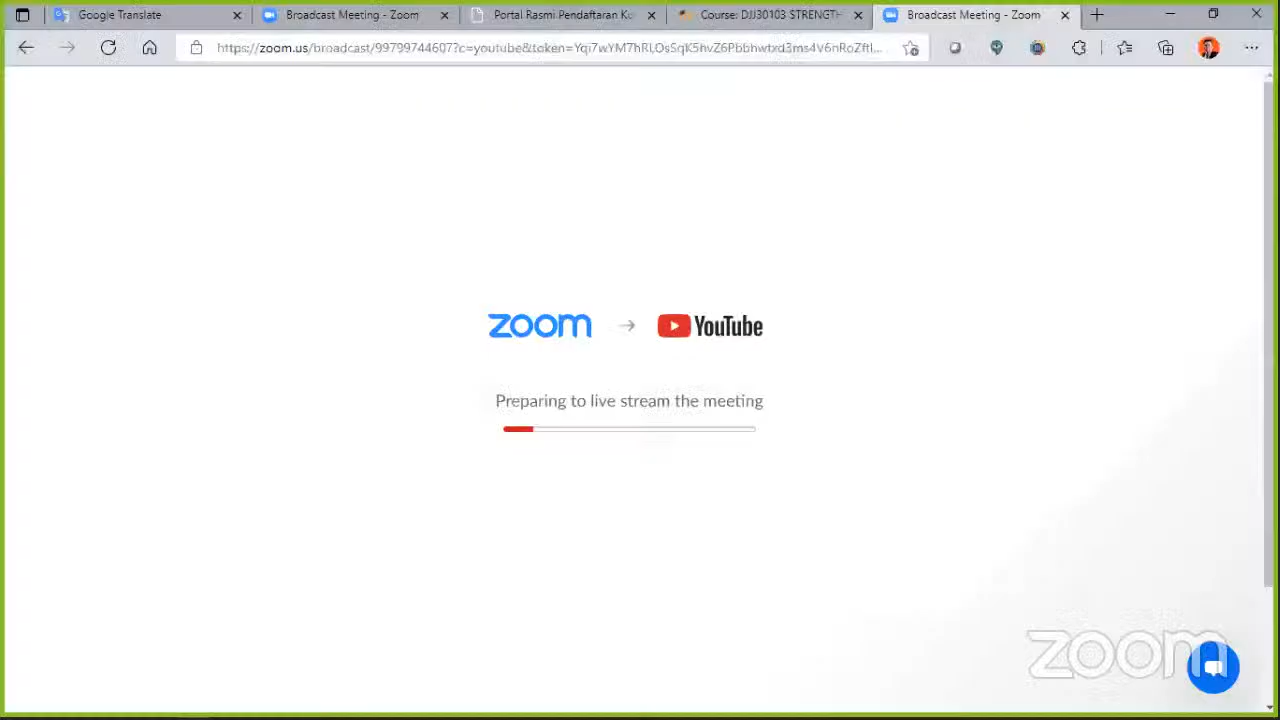 Google Translate
Broadcast Meeting - Zoom
Portal Rasmi Pendaftaran Ku
Course: DJJ30103 STRENGTH
Broadcast Meeting - Zoom
zoom
YouTube
Preparing to live stream the meeting
zoom